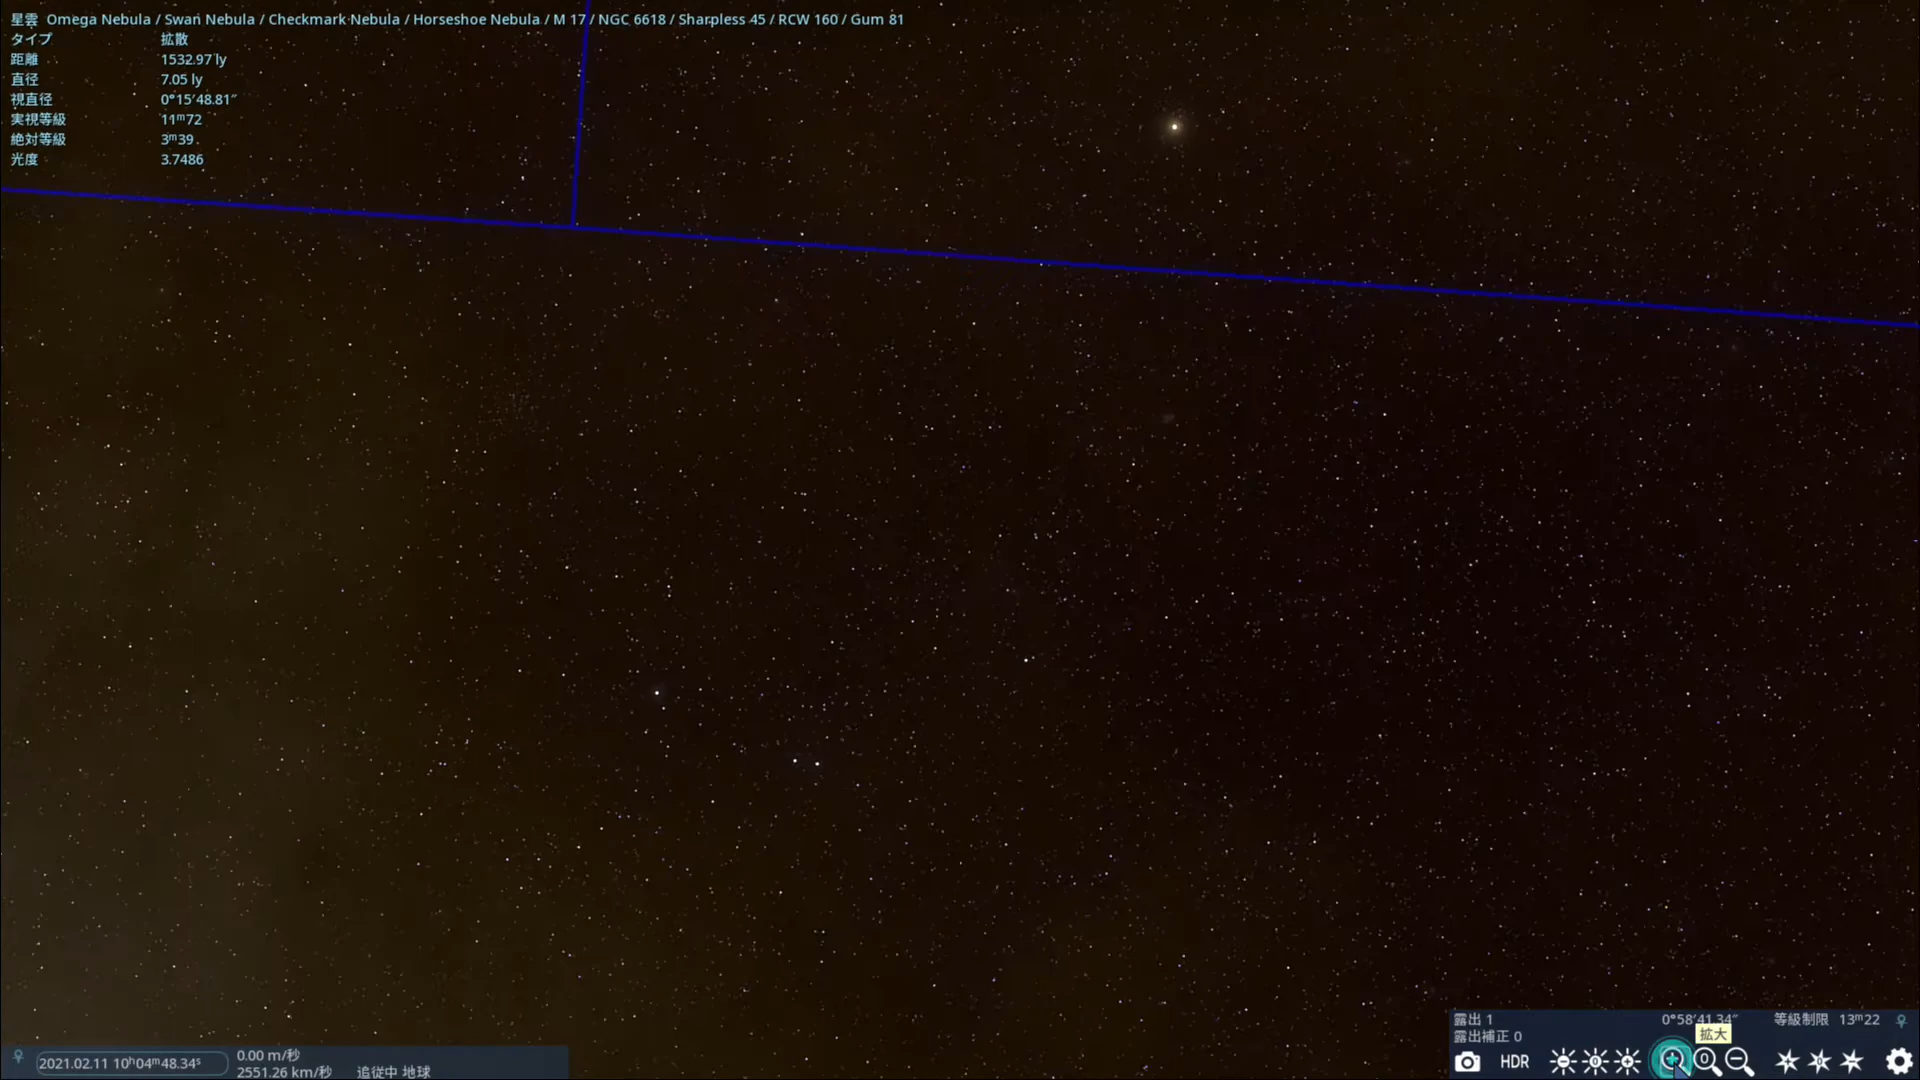 星雲 Omega Nebula / Swan Nebula / Checkmark Nebula / Horseshoe Nebula / M 17 / NGC 6618 / Sharpless 45 / RCW 160 / Gum 81
タイプ 拡散
距離 1532.97 ly
直径 7.05 ly
視直径 0°15′48.81″
実視等級 11ᵐ72
絶対等級 3ᵐ39
光度 3.7486
露出 1 0°58′41.34″ 等級制限 13ᵐ22
露出補正 0 拡大
HDR
0.00 m/秒
2021.02.11 10ʰ04ᵐ48.34ˢ
2551.26 km/秒 追従中 地球